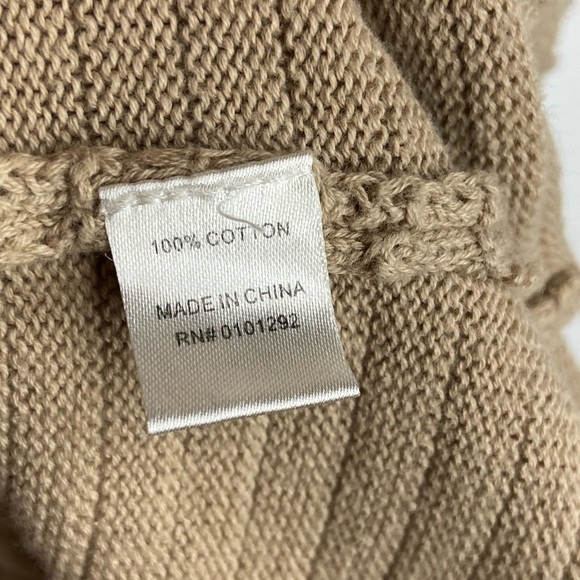 100% COTTON
MADE IN CHINA
RN# 0101292